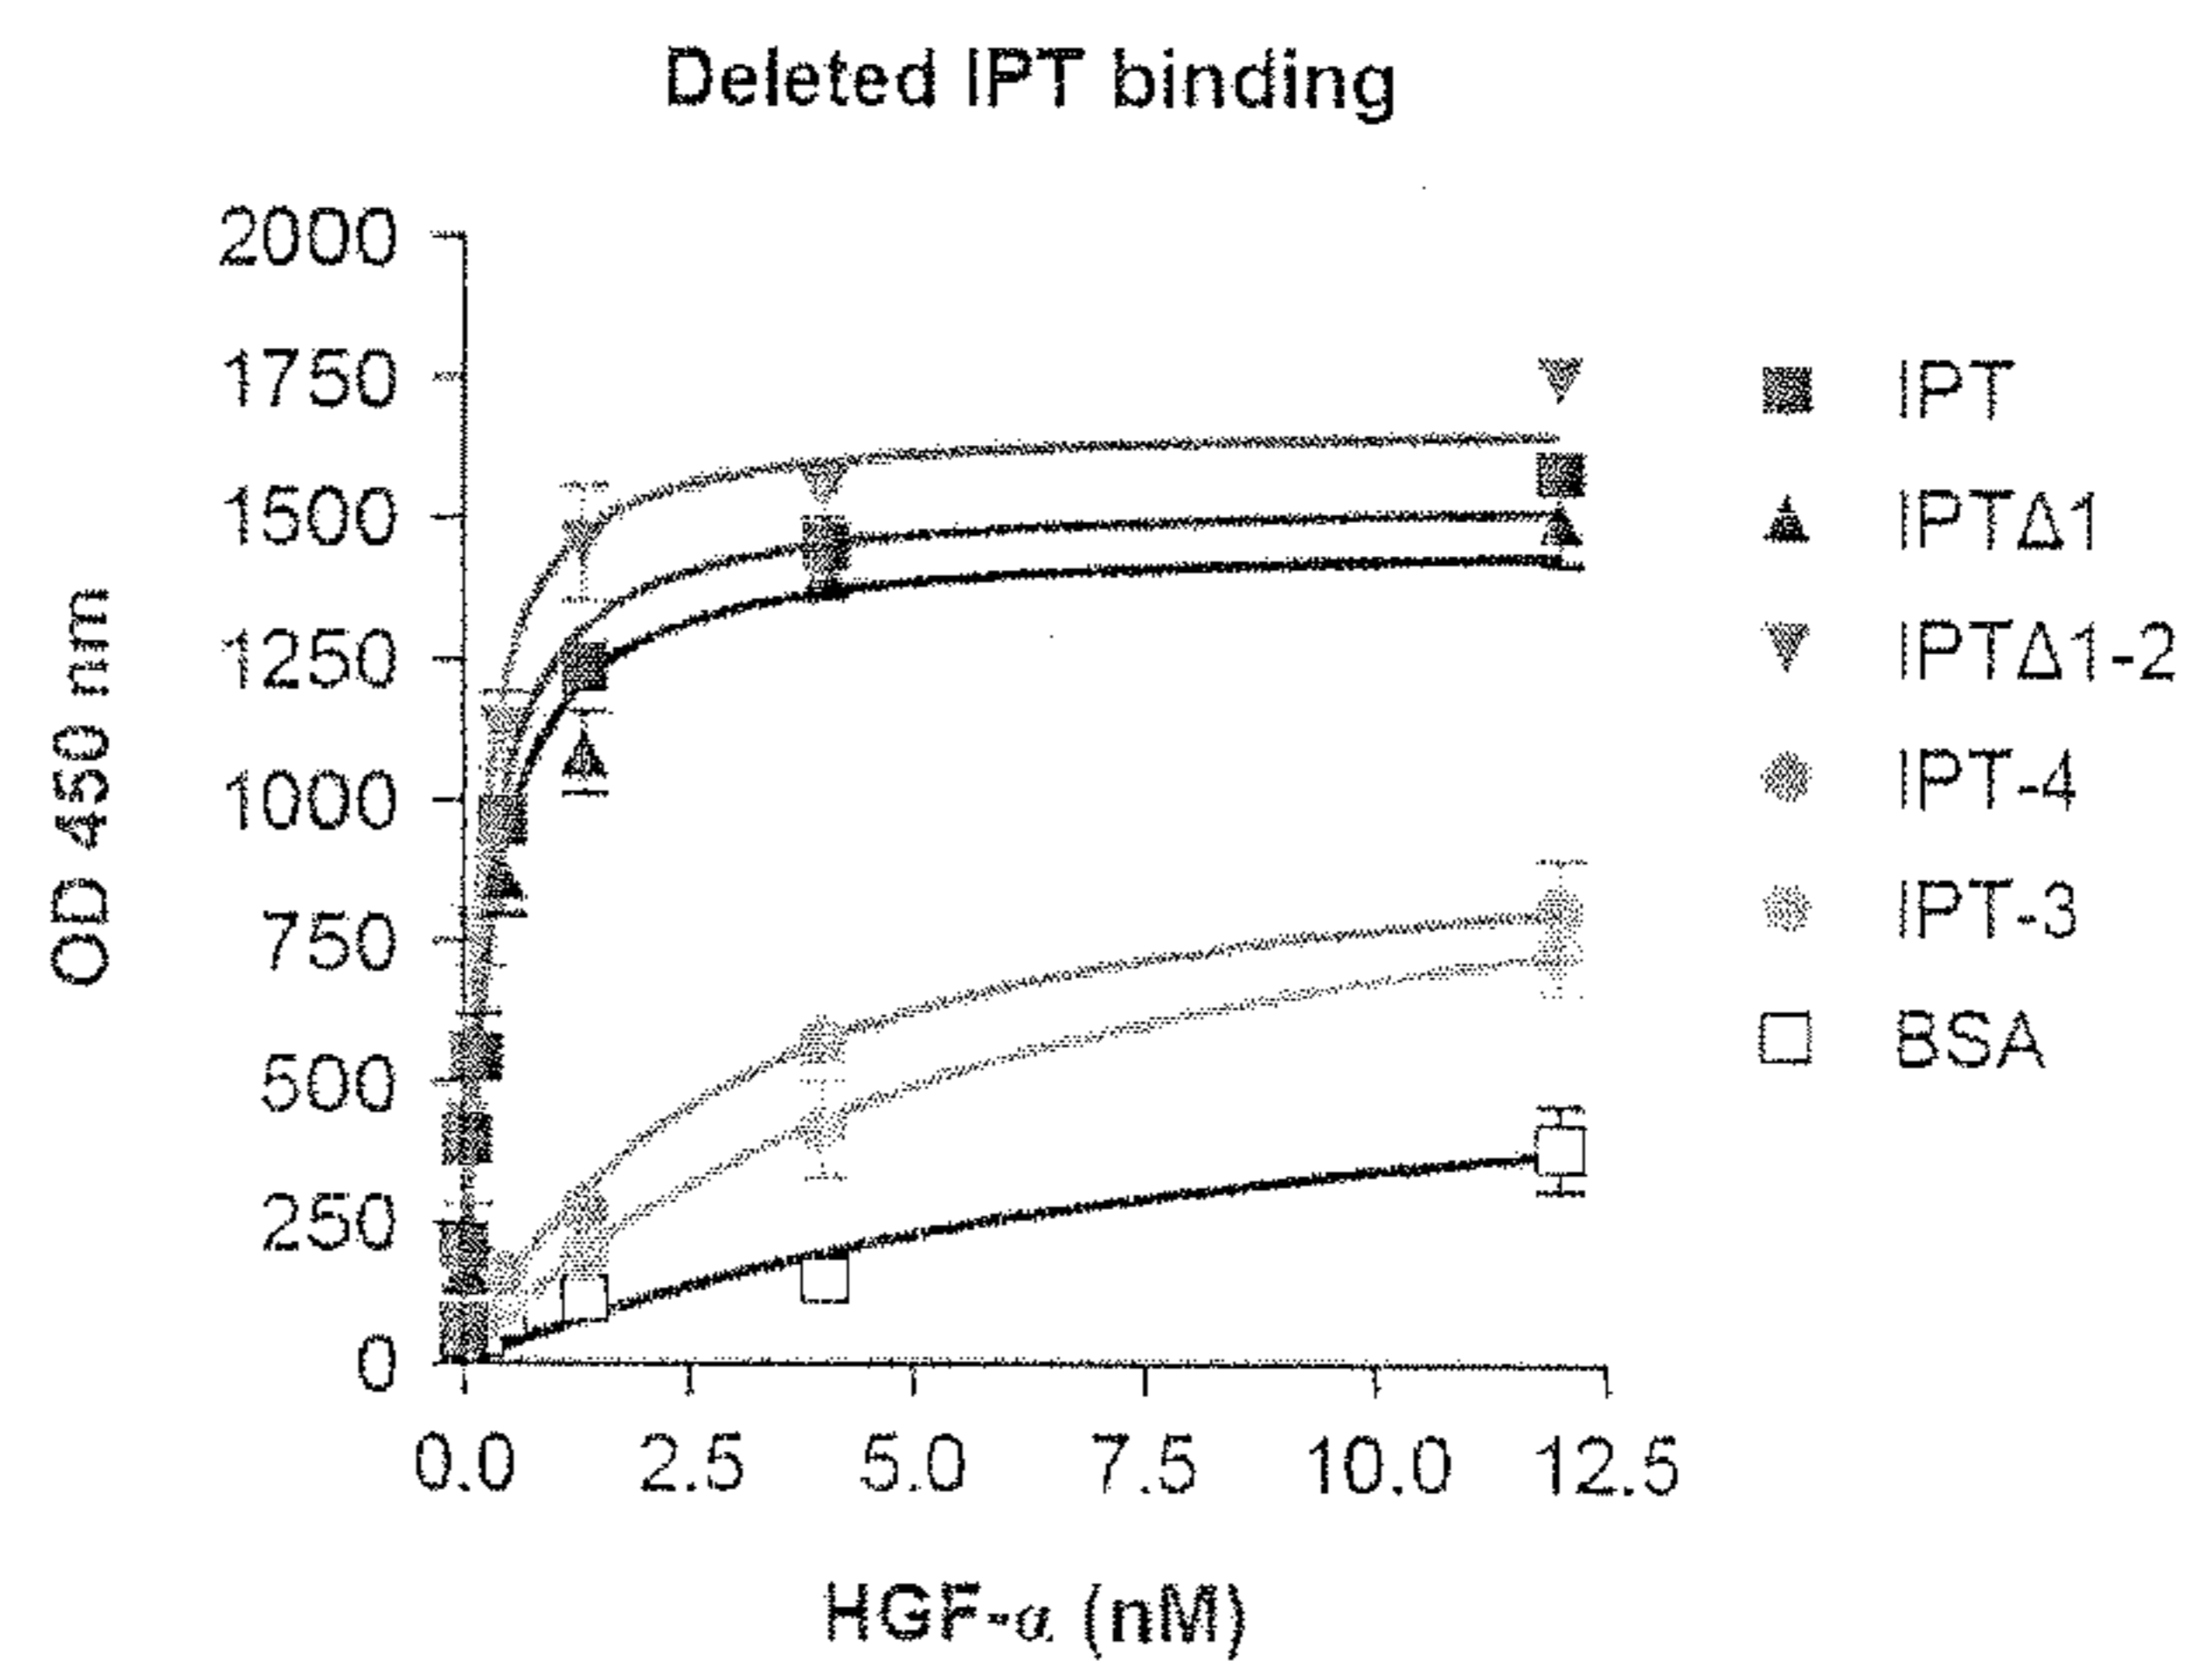 Deleted IPT binding
2000
1750
1500
1250
1000
750
500
250
0
OD 450 nm
0.0 2.5 5.0 7.5 10.0 12.5
HGF-α (nM)
IPT
IPTΔ1
IPTΔ1-2
IPT-4
IPT-3
BSA